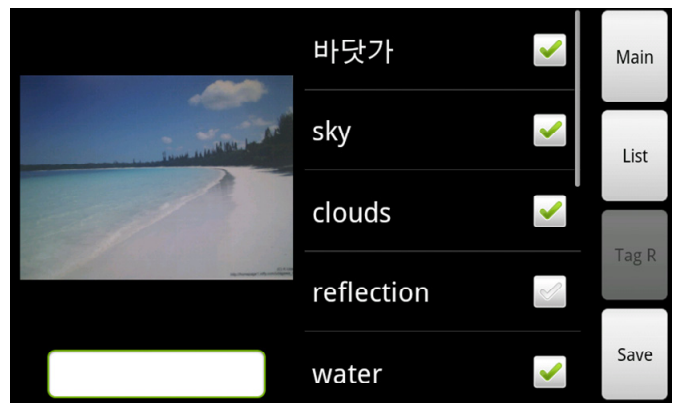 바닷가
sky
clouds
reflection
water
Main
List
Tag R
Save